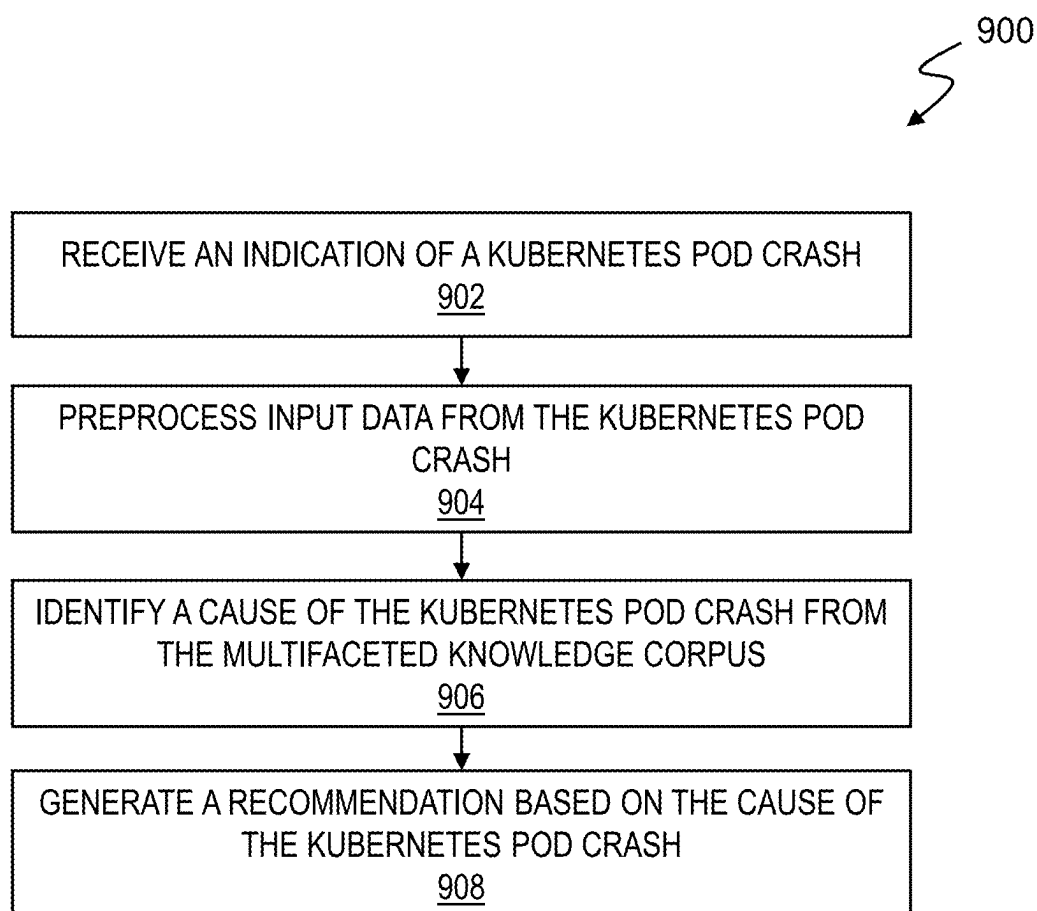 900
RECEIVE AN INDICATION OF A KUBERNETES POD CRASH
902
PREPROCESS INPUT DATA FROM THE KUBERNETES POD
CRASH
904
IDENTIFY A CAUSE OF THE KUBERNETES POD CRASH FROM
THE MULTIFACETED KNOWLEDGE CORPUS
906
GENERATE A RECOMMENDATION BASED ON THE CAUSE OF
THE KUBERNETES POD CRASH
908